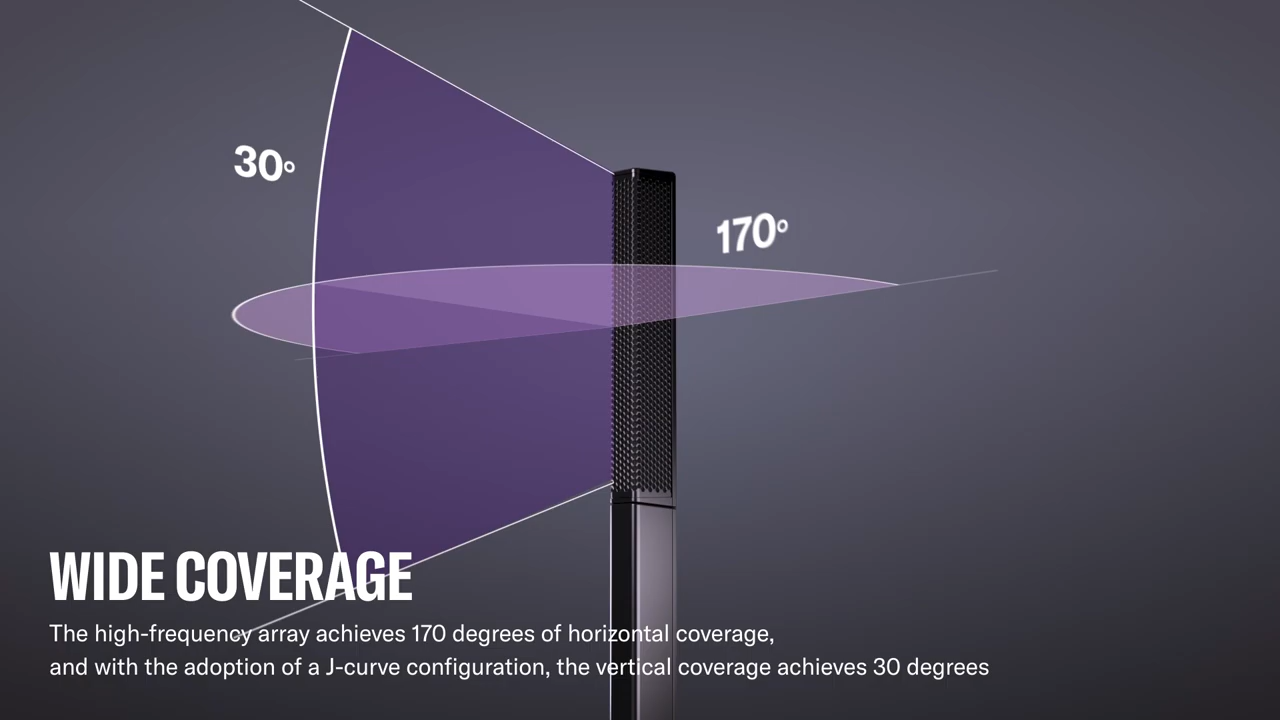 30°
170°
WIDE COVERAGE
The high-frequency array achieves 170 degrees of horizontal coverage,
and with the adoption of a J-curve configuration, the vertical coverage achieves 30 degrees